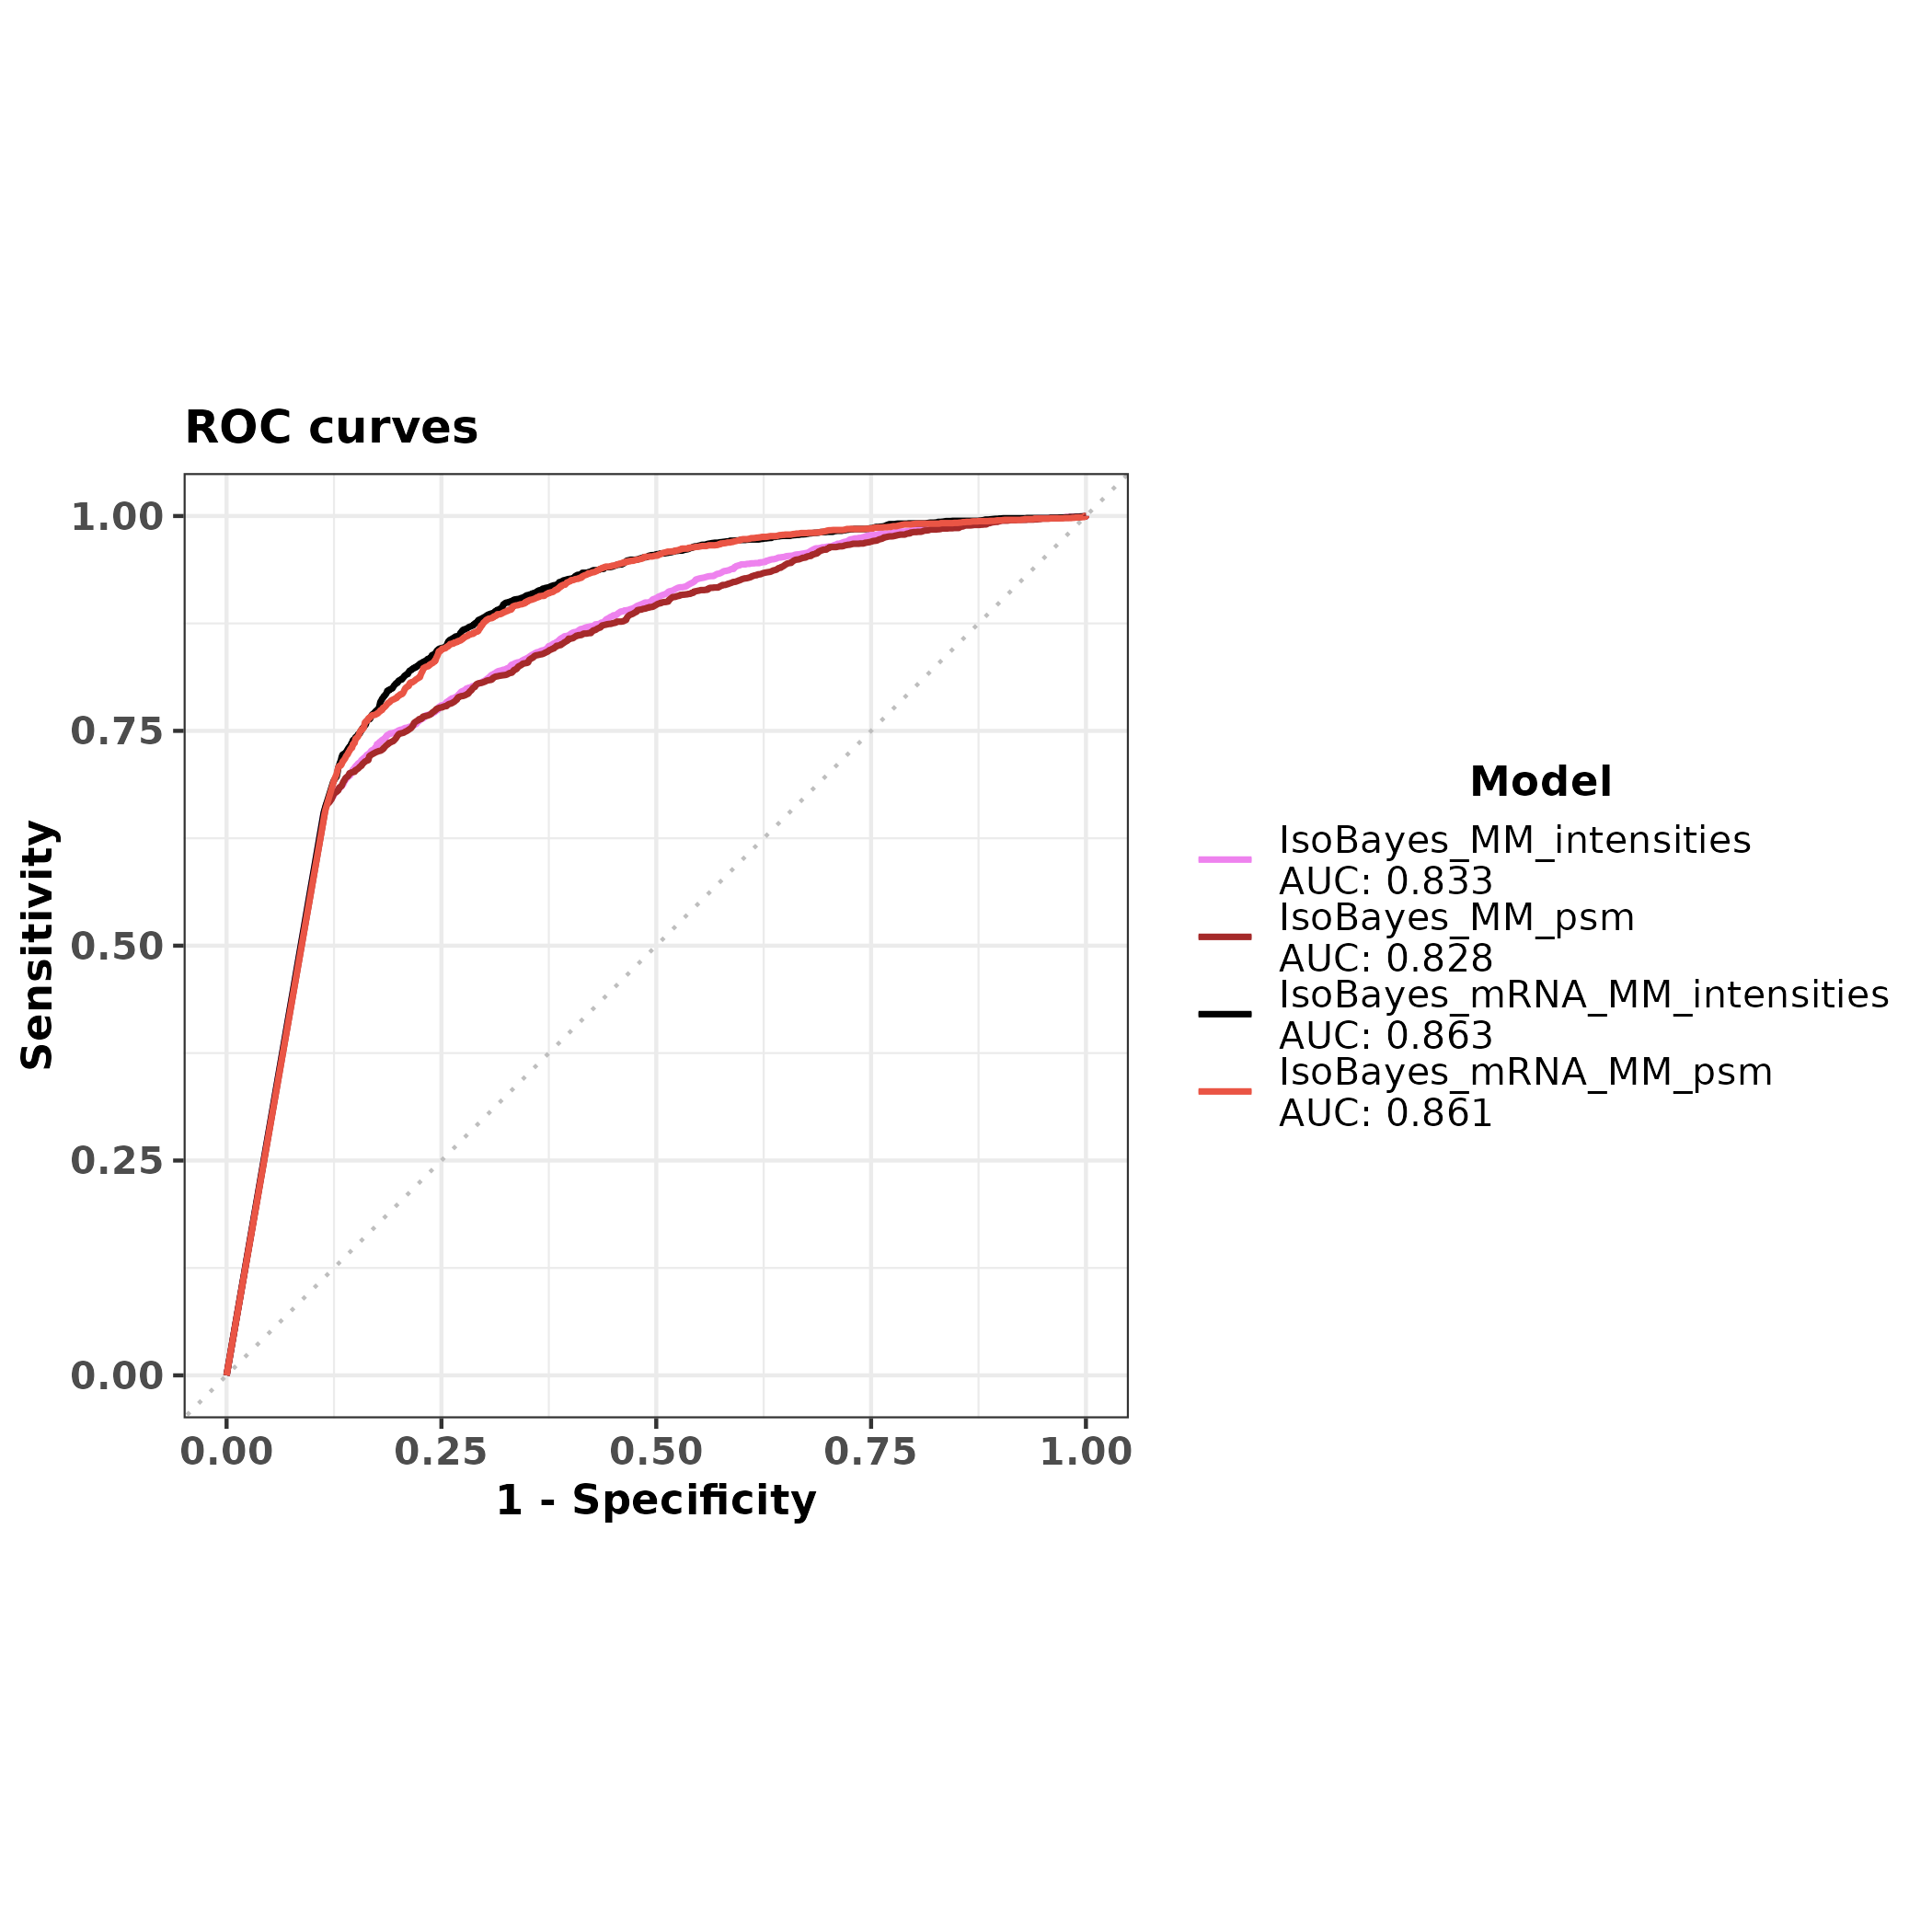 ROC curves
1.00
0.75
0.50
0.25
0.00
Sensitivity
0.00 0.25 0.50 0.75 1.00
1 - Specificity
Model
IsoBayes_MM_intensities
AUC: 0.833
IsoBayes_MM_psm
AUC: 0.828
IsoBayes_mRNA_MM_intensities
AUC: 0.863
IsoBayes_mRNA_MM_psm
AUC: 0.861